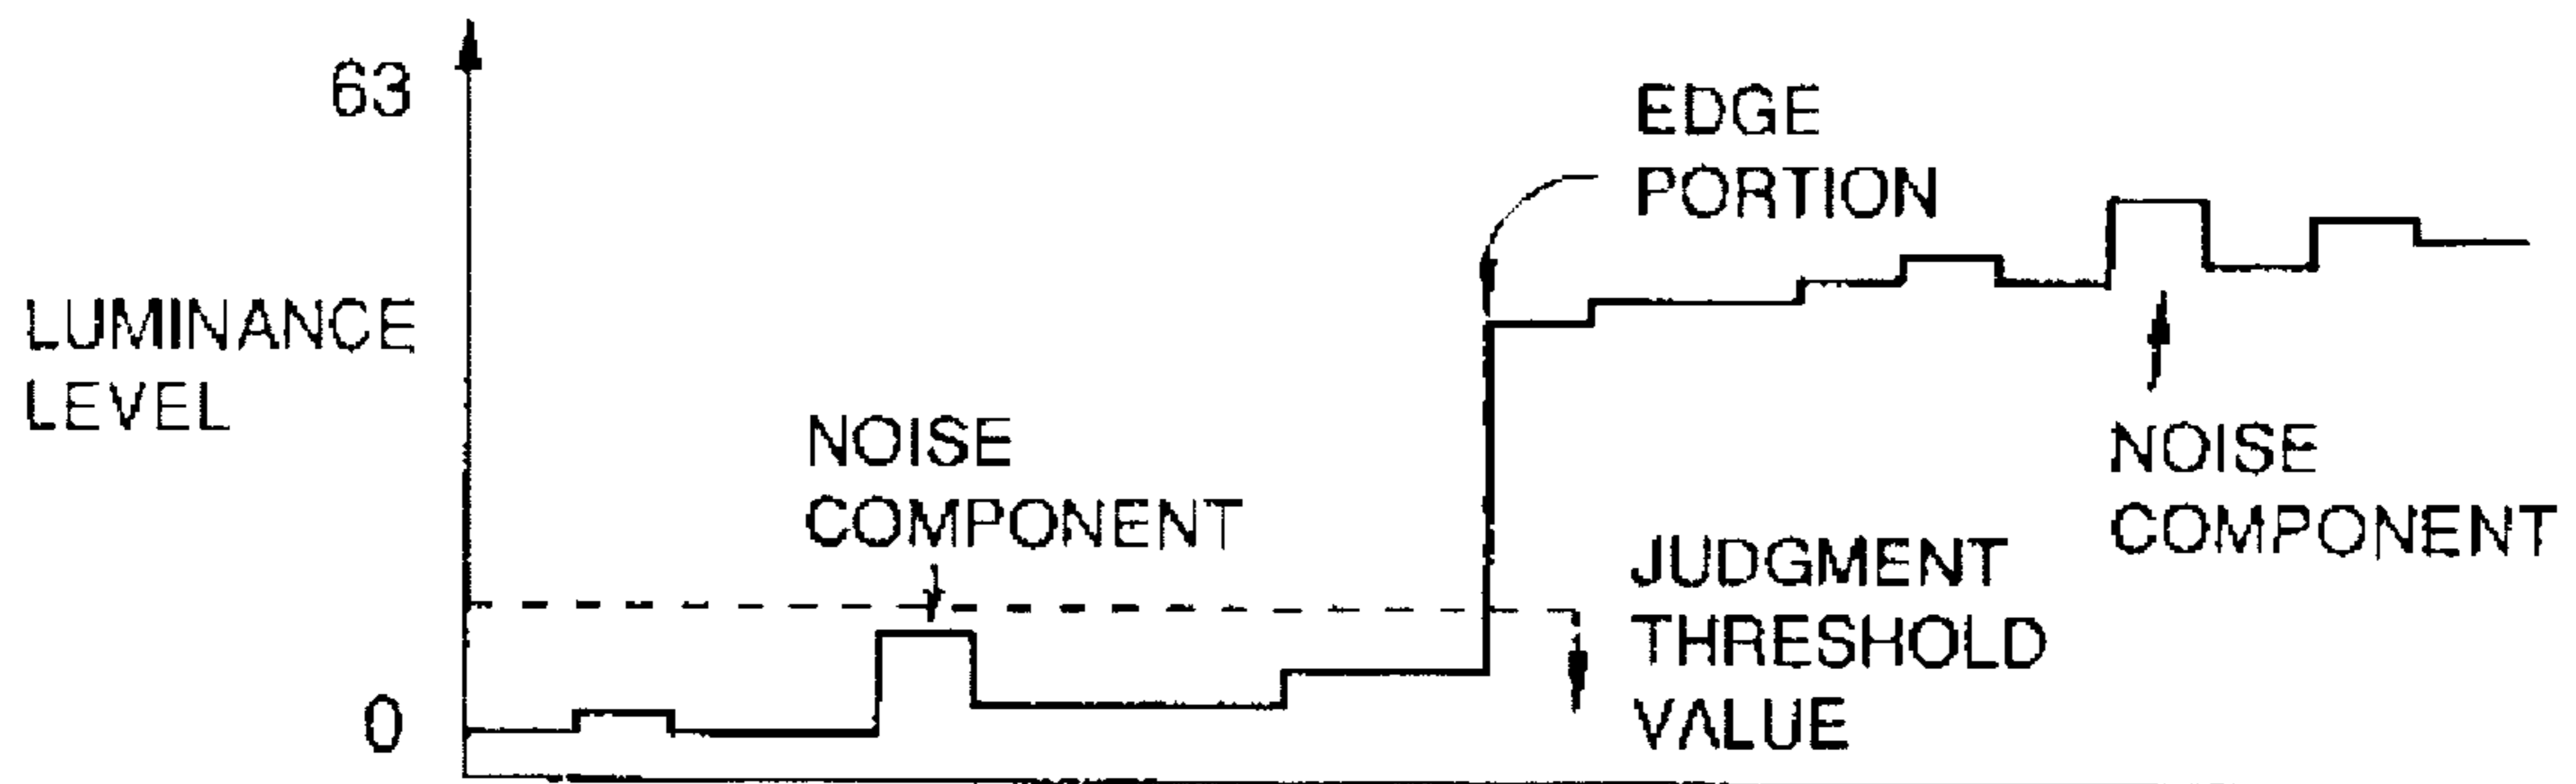 63
LUMINANCE
LEVEL
0
NOISE
COMPONENT
EDGE
PORTION
JUDGMENT
THRESHOLD
VALUE
NOISE
COMPONENT